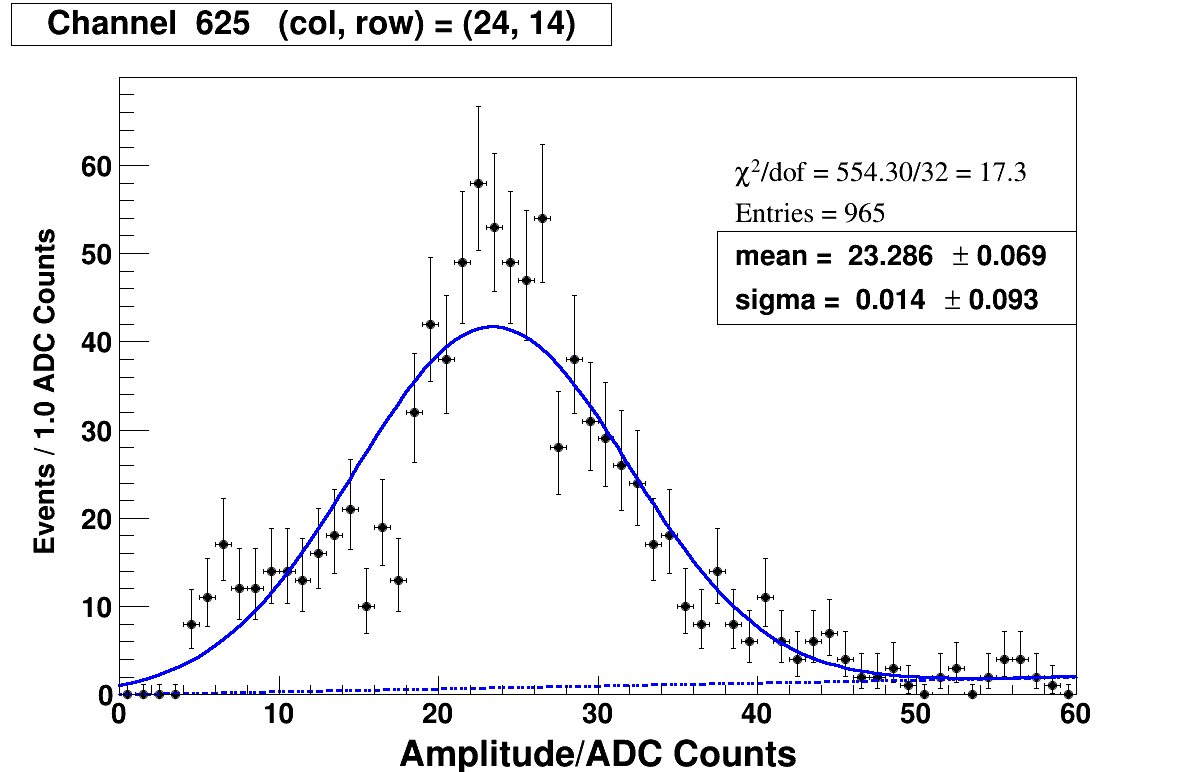 Channel 625 (col, row) = (24, 14)
χ²/dof = 554.30/32 = 17.3
Entries = 965
mean = 23.286 ± 0.069
sigma = 0.014 ± 0.093
Events / 1.0 ADC Counts
60
50
40
30
20
10
0
0 10 20 30 40 50 60
Amplitude/ADC Counts